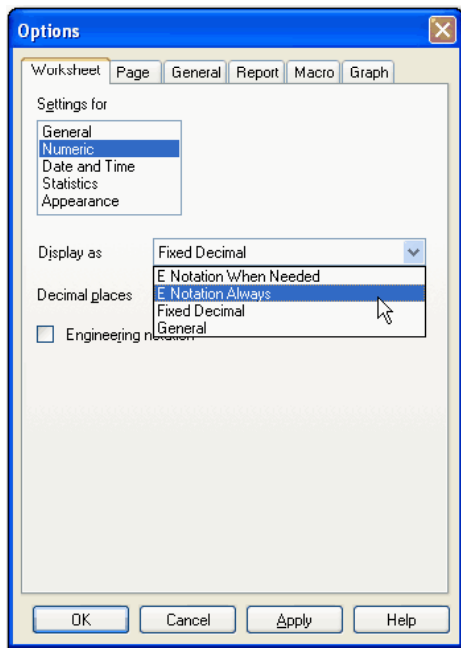 Options
Worksheet Page General Report Macro Graph
Settings for
General
Numeric
Date and Time
Statistics
Appearance
Display as Fixed Decimal
E Notation When Needed
Decimal places E Notation Always
Fixed Decimal
Engineering notation
General
OK Cancel Apply Help